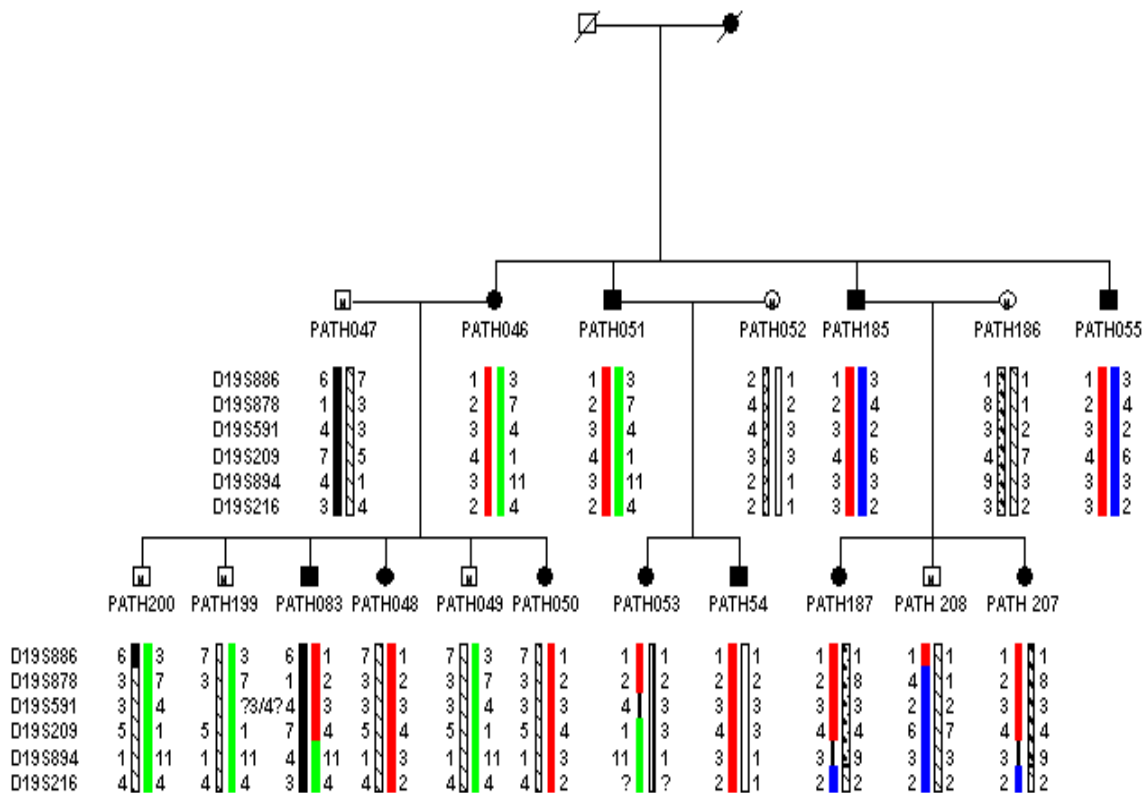 PATH047 PATH046 PATH051 PATH052 PATH185 PATH186 PATH055
D19S886 6 7 1 3 1 3 2 1 1 3 1 1 1 3
D19S878 1 3 2 7 2 7 4 2 2 4 8 1 2 4
D19S591 4 3 3 4 3 4 4 3 3 2 3 2 3 2
D19S209 7 5 4 1 4 1 3 3 4 6 4 7 4 6
D19S894 4 1 3 11 3 11 2 1 3 3 9 3 3 3
D19S216 3 4 2 4 2 4 2 1 3 2 3 2 3 2
PATH200 PATH199 PATH083 PATH048 PATH049 PATH050 PATH053 PATH54 PATH187 PATH 208 PATH 207
D19S886 6 3 7 3 6 1 7 1 7 3 7 1 1 1 1 1 1 1 1 1 1 1
D19S878 3 7 3 7 1 2 3 2 3 7 3 2 2 2 2 2 2 8 4 1 2 8
D19S591 3 4 ?3/4? 4 3 3 3 3 4 3 3 4 3 3 3 3 3 2 2 3 3
D19S209 5 1 5 1 7 4 5 4 5 1 5 4 1 3 4 3 4 4 6 7 4 4
D19S894 1 11 1 11 4 11 1 3 1 11 1 3 11 1 3 1 3 9 3 3 3 9
D19S216 4 4 4 4 3 4 4 2 4 4 4 2 ? ? 2 1 2 2 2 2 2 2